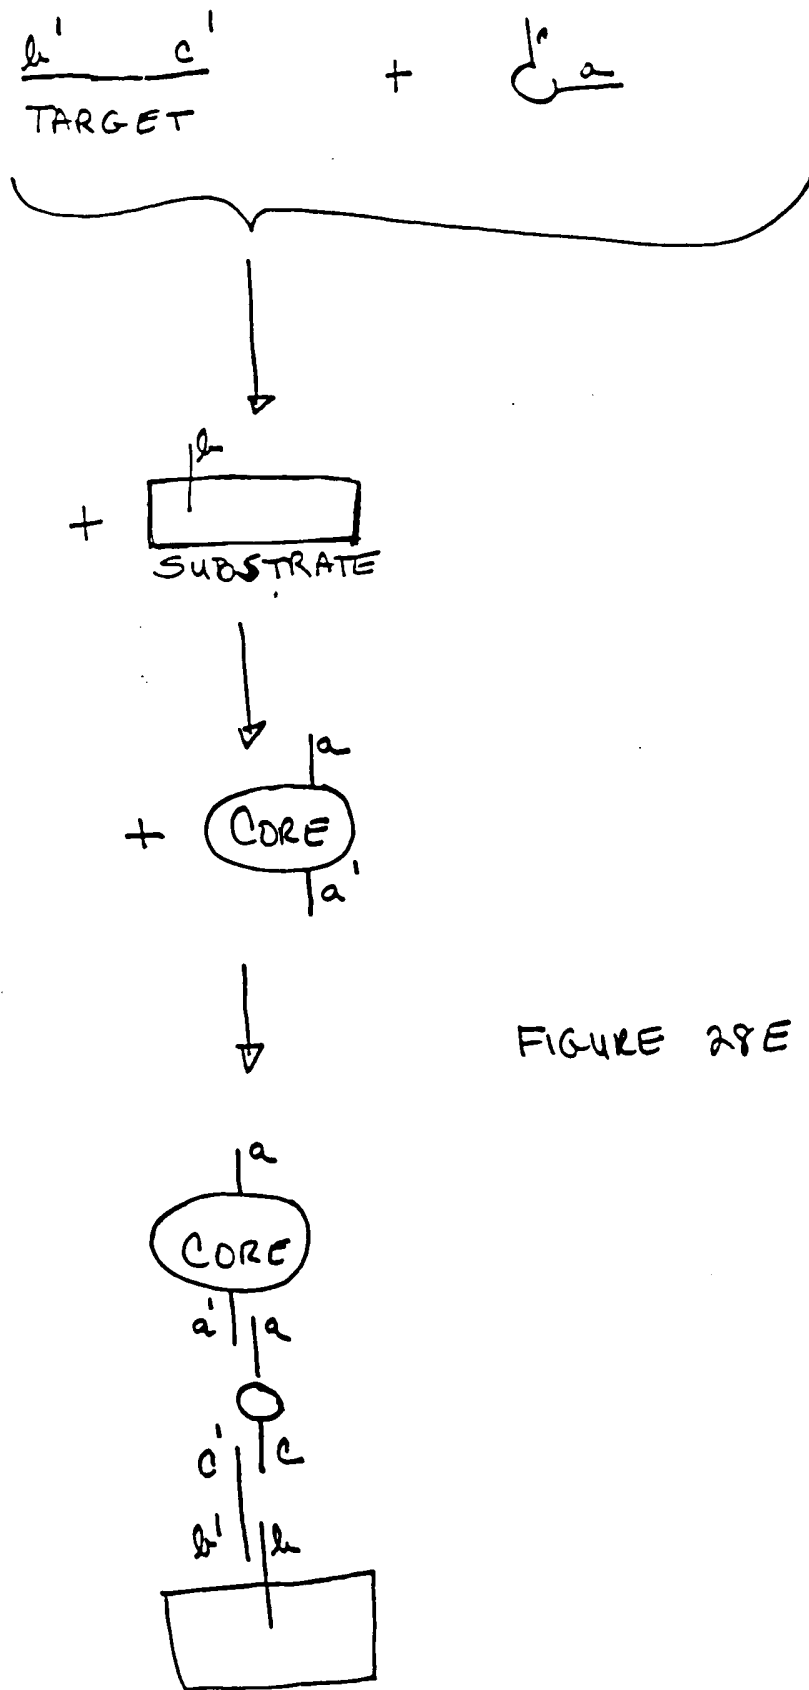 b' c' + c a
TARGET
b
+
SUBSTRATE
a
+ CORE
a'
FIGURE 28E
a
CORE
a' a
c' c
b' b